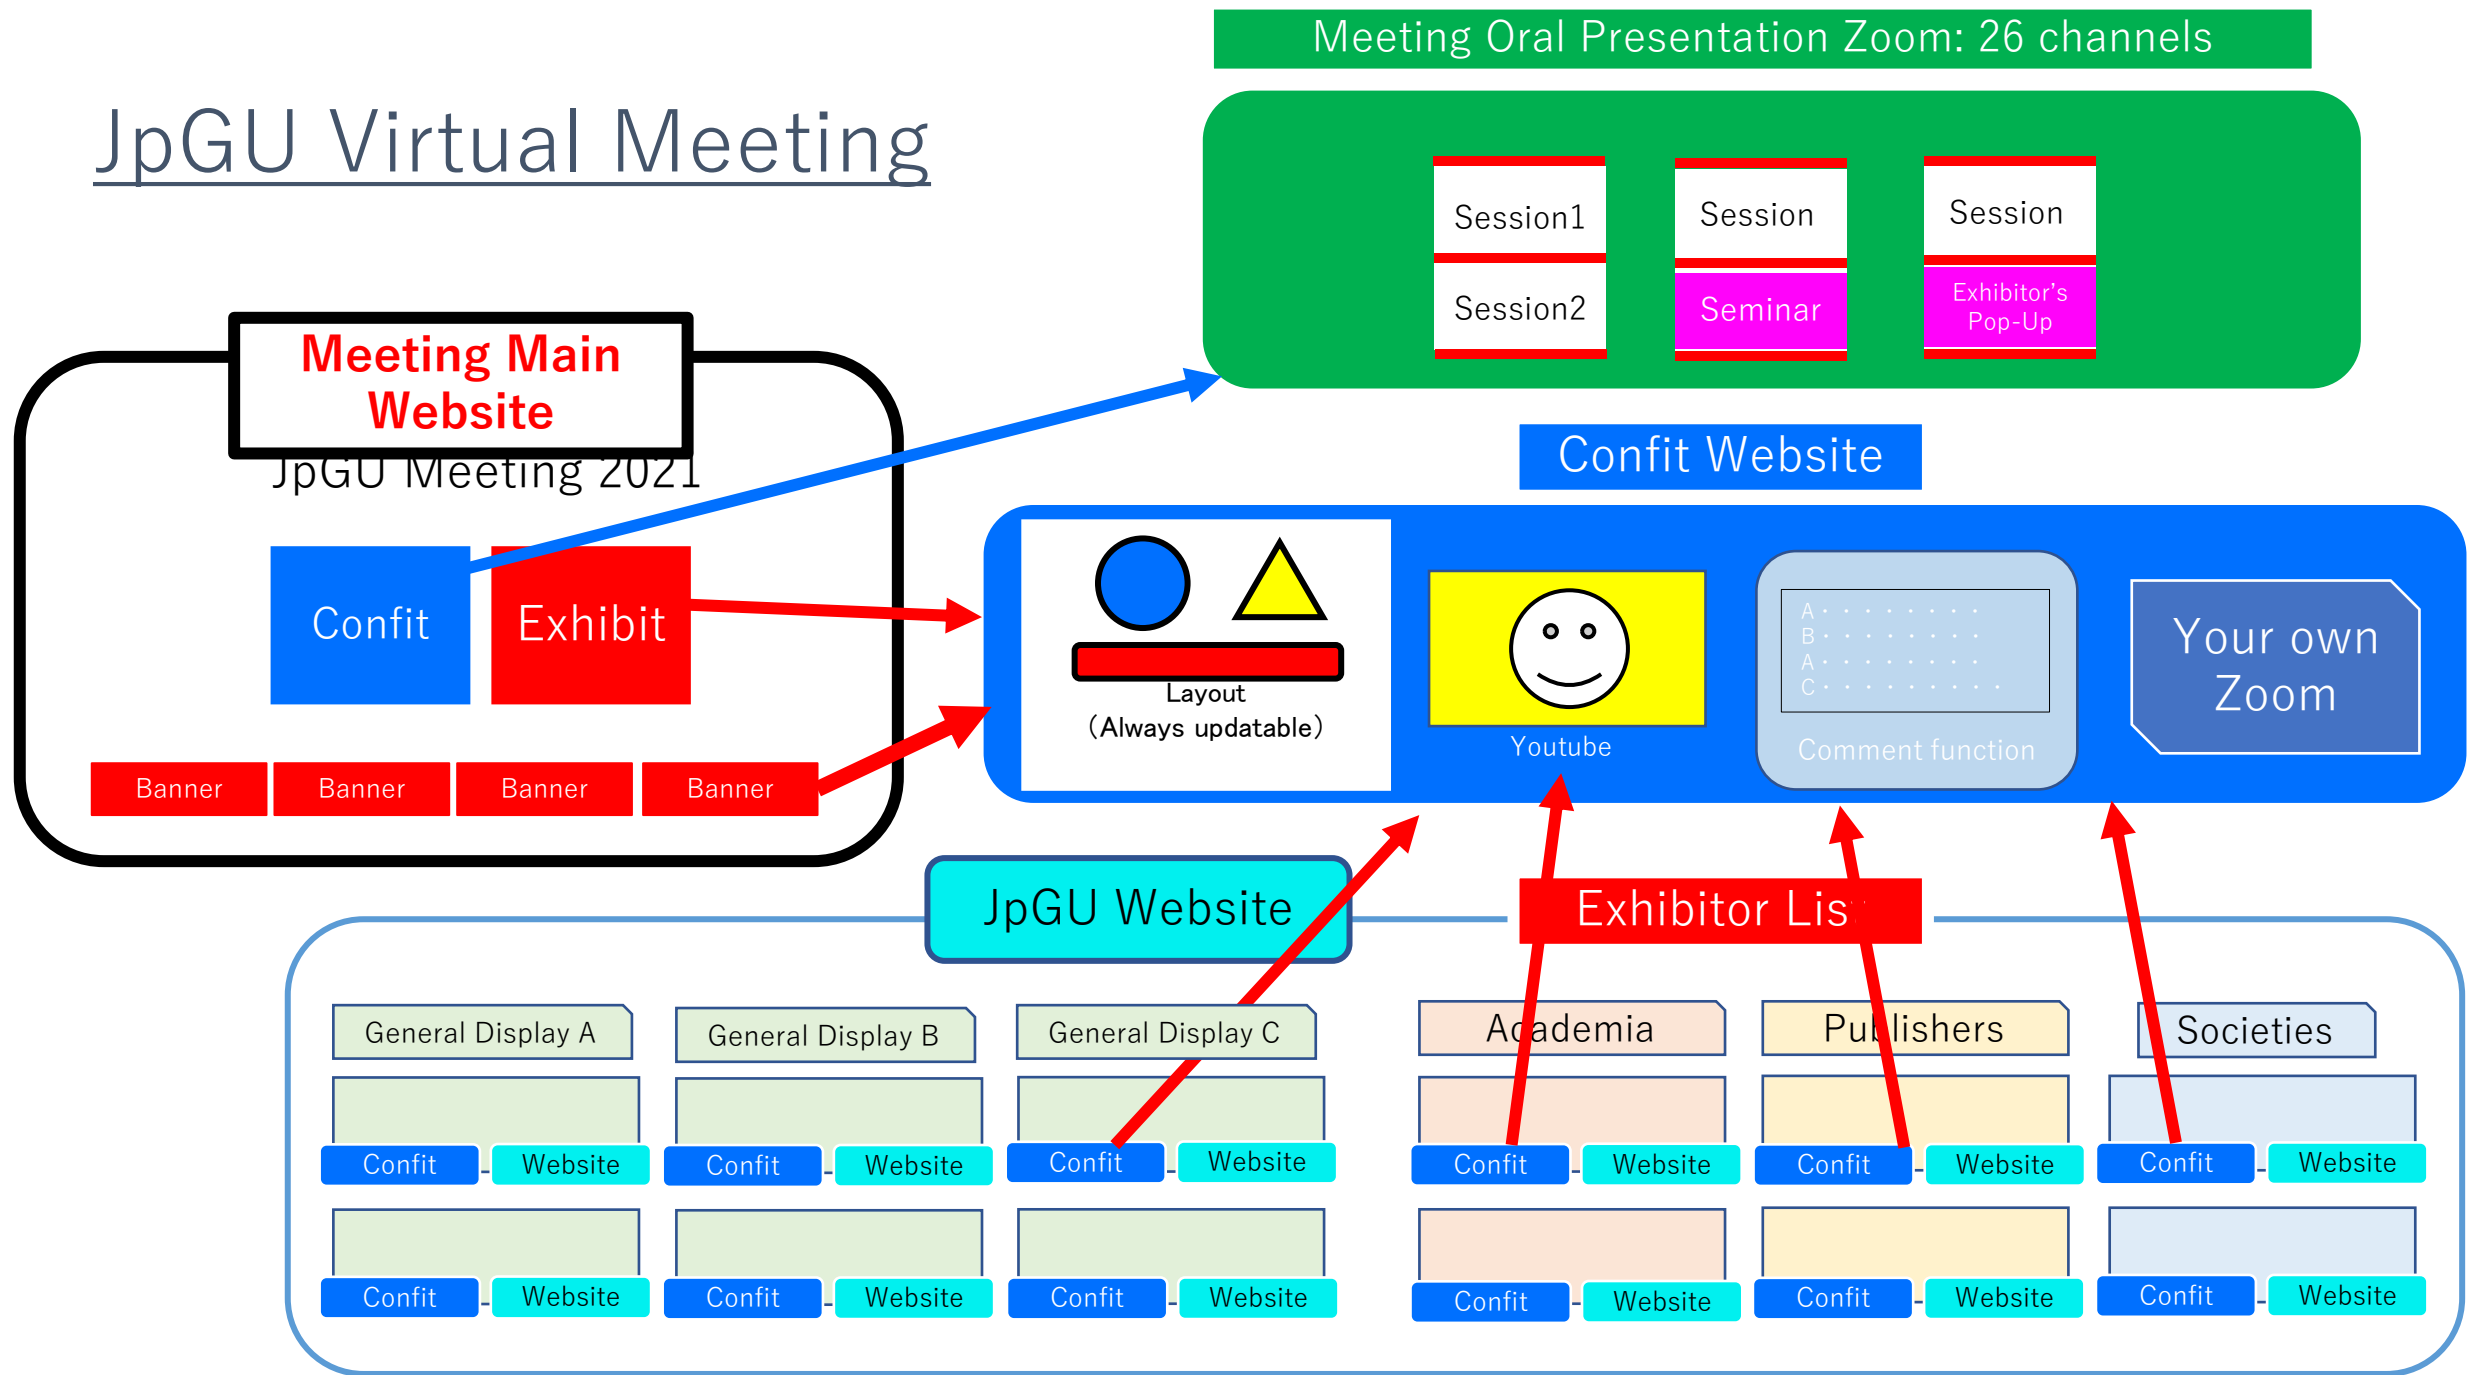 Meeting Oral Presentation Zoom: 26 channels
JpGU Virtual Meeting
Session1
Session
Session
Session2
Seminar
Exhibitor's
Pop-Up
Meeting Main
Website
JpGU Meeting 2021
Confit
Exhibit
Banner
Banner
Banner
Banner
Confit Website
Layout
（Always updatable）
Youtube
A・・・・・・・・
B・・・・・・・・
A・・・・・・・・
C・・・・・・・・・
Comment function
Your own
Zoom
JpGU Website
Exhibitor List
General Display A
General Display B
General Display C
Academia
Publishers
Societies
Confit
Website
Confit
Website
Confit
Website
Confit
Website
Confit
Website
Confit
Website
Confit
Website
Confit
Website
Confit
Website
Confit
Website
Confit
Website
Confit
Website